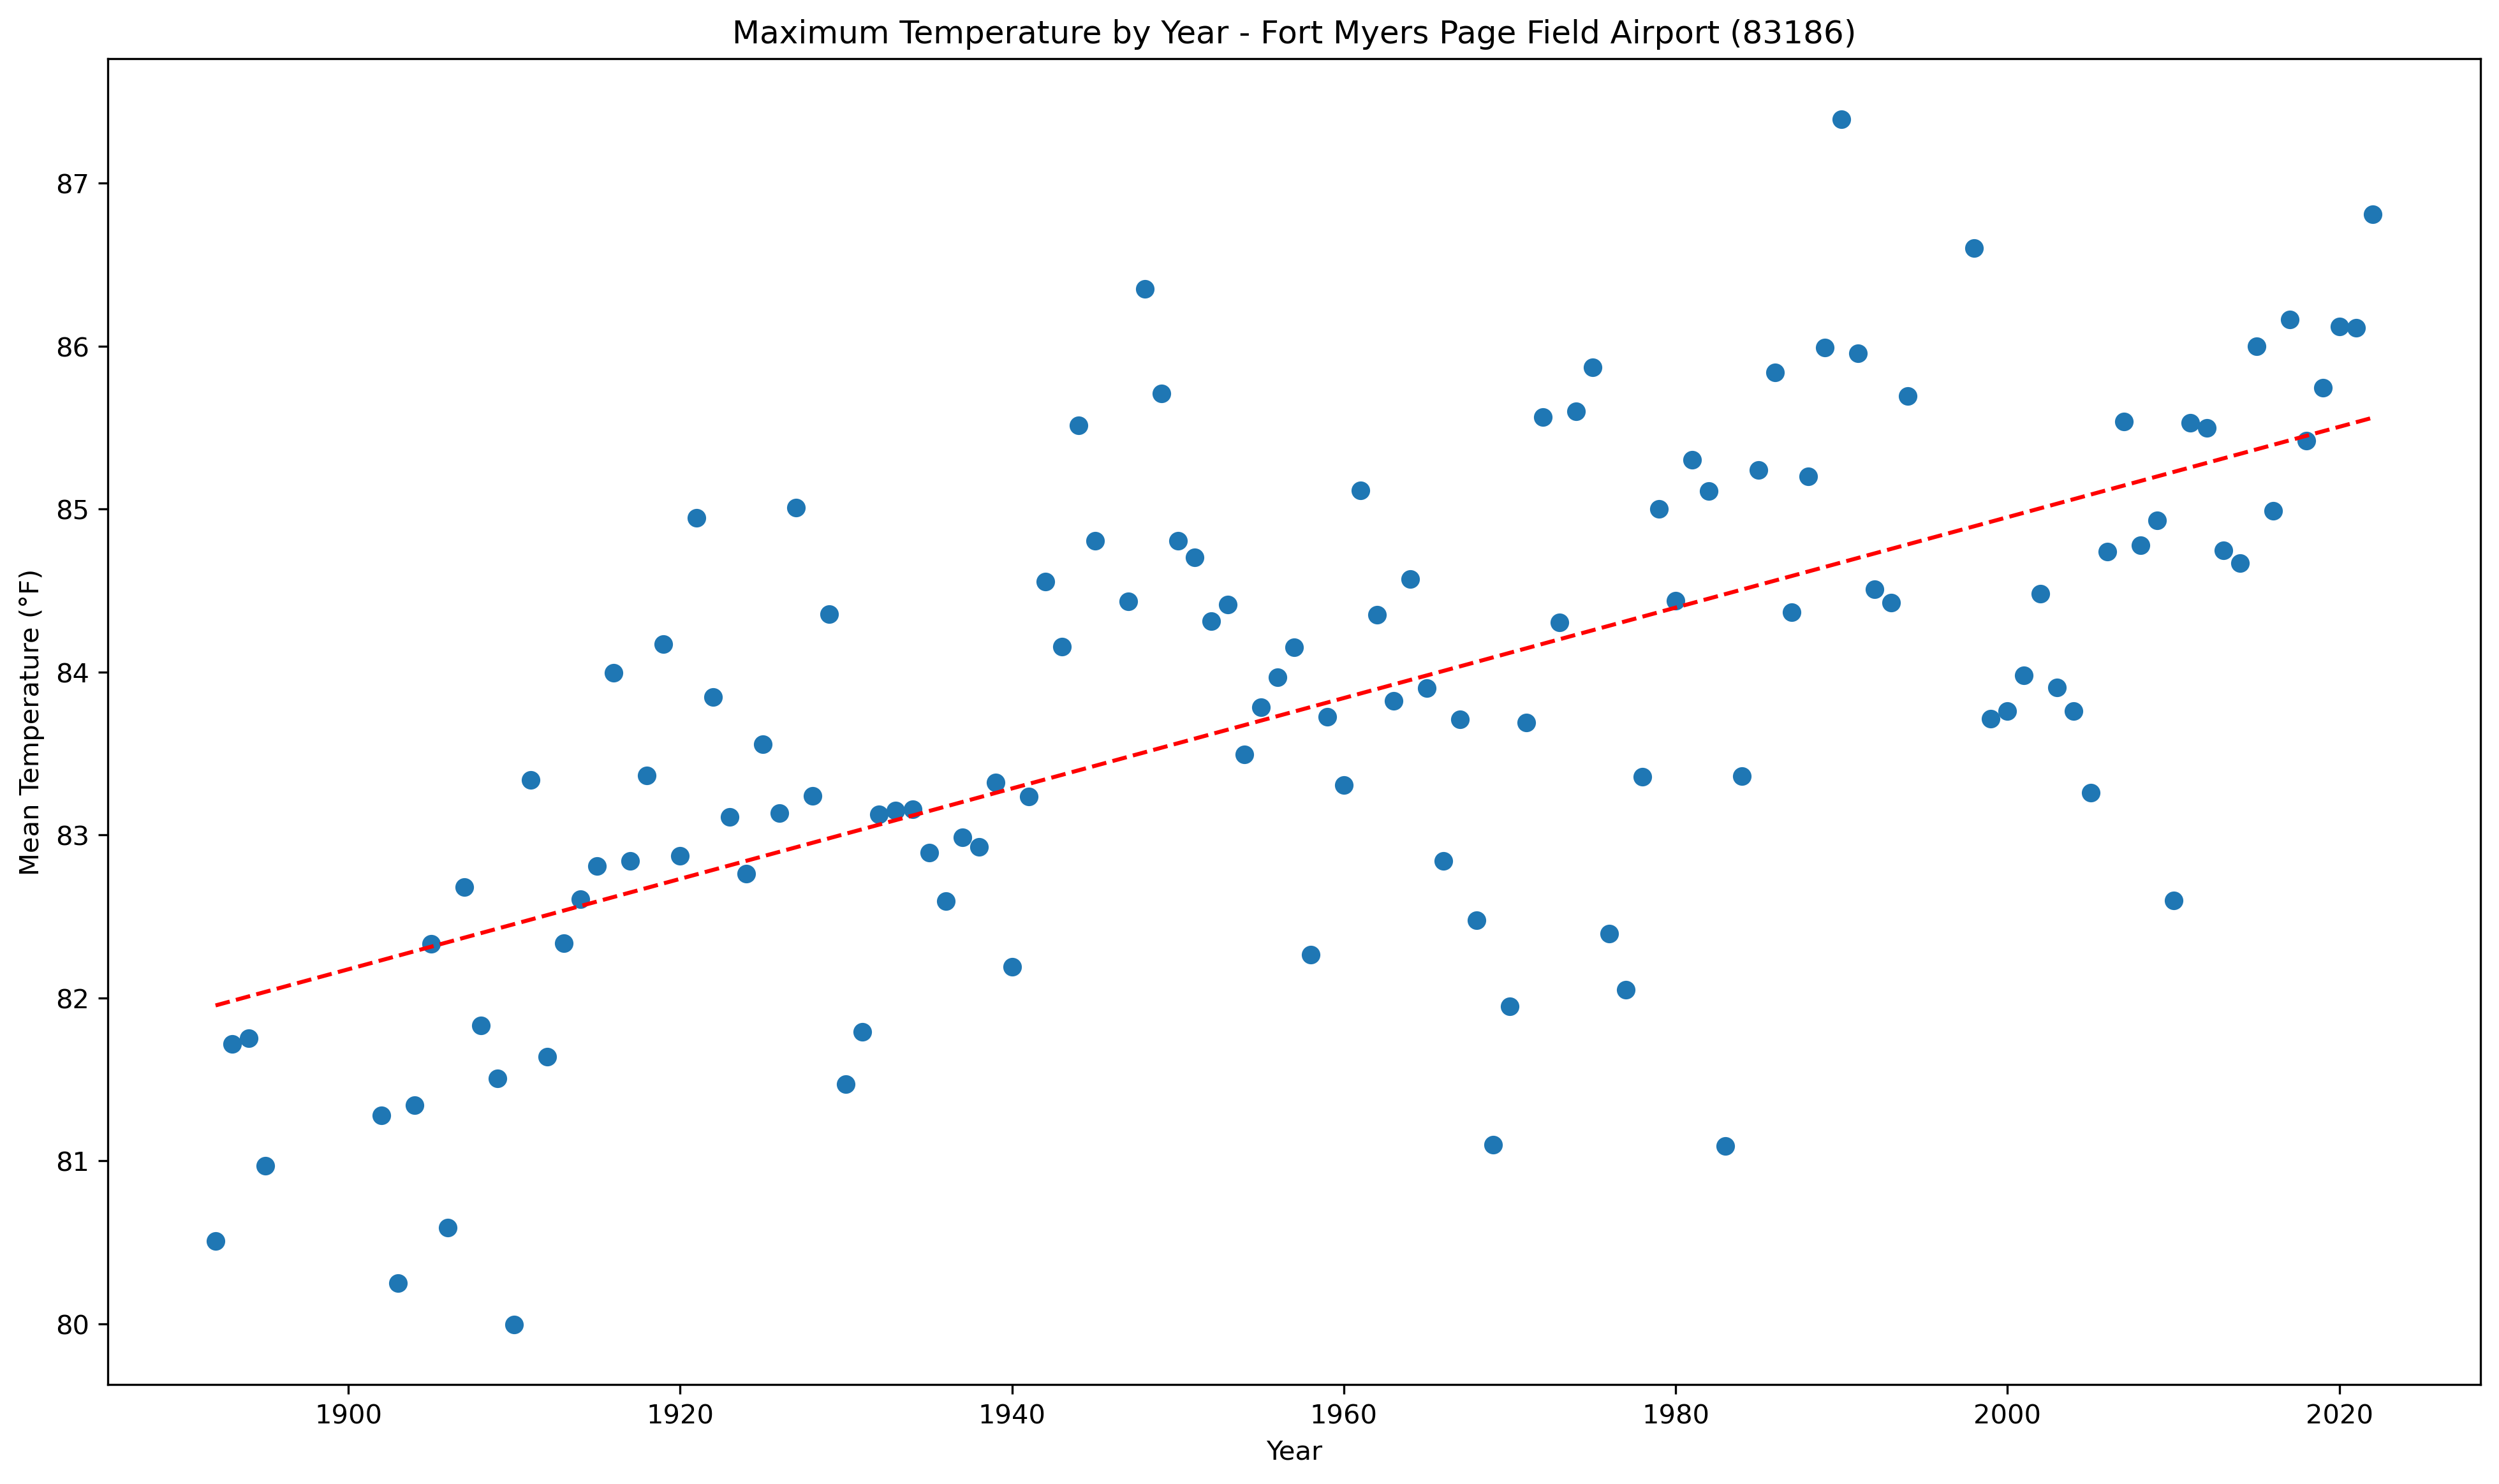 Maximum Temperature by Year - Fort Myers Page Field Airport (83186)
Mean Temperature (°F)
87
86
85
84
83
82
81
80
1900 1920 1940 1960 1980 2000 2020
Year